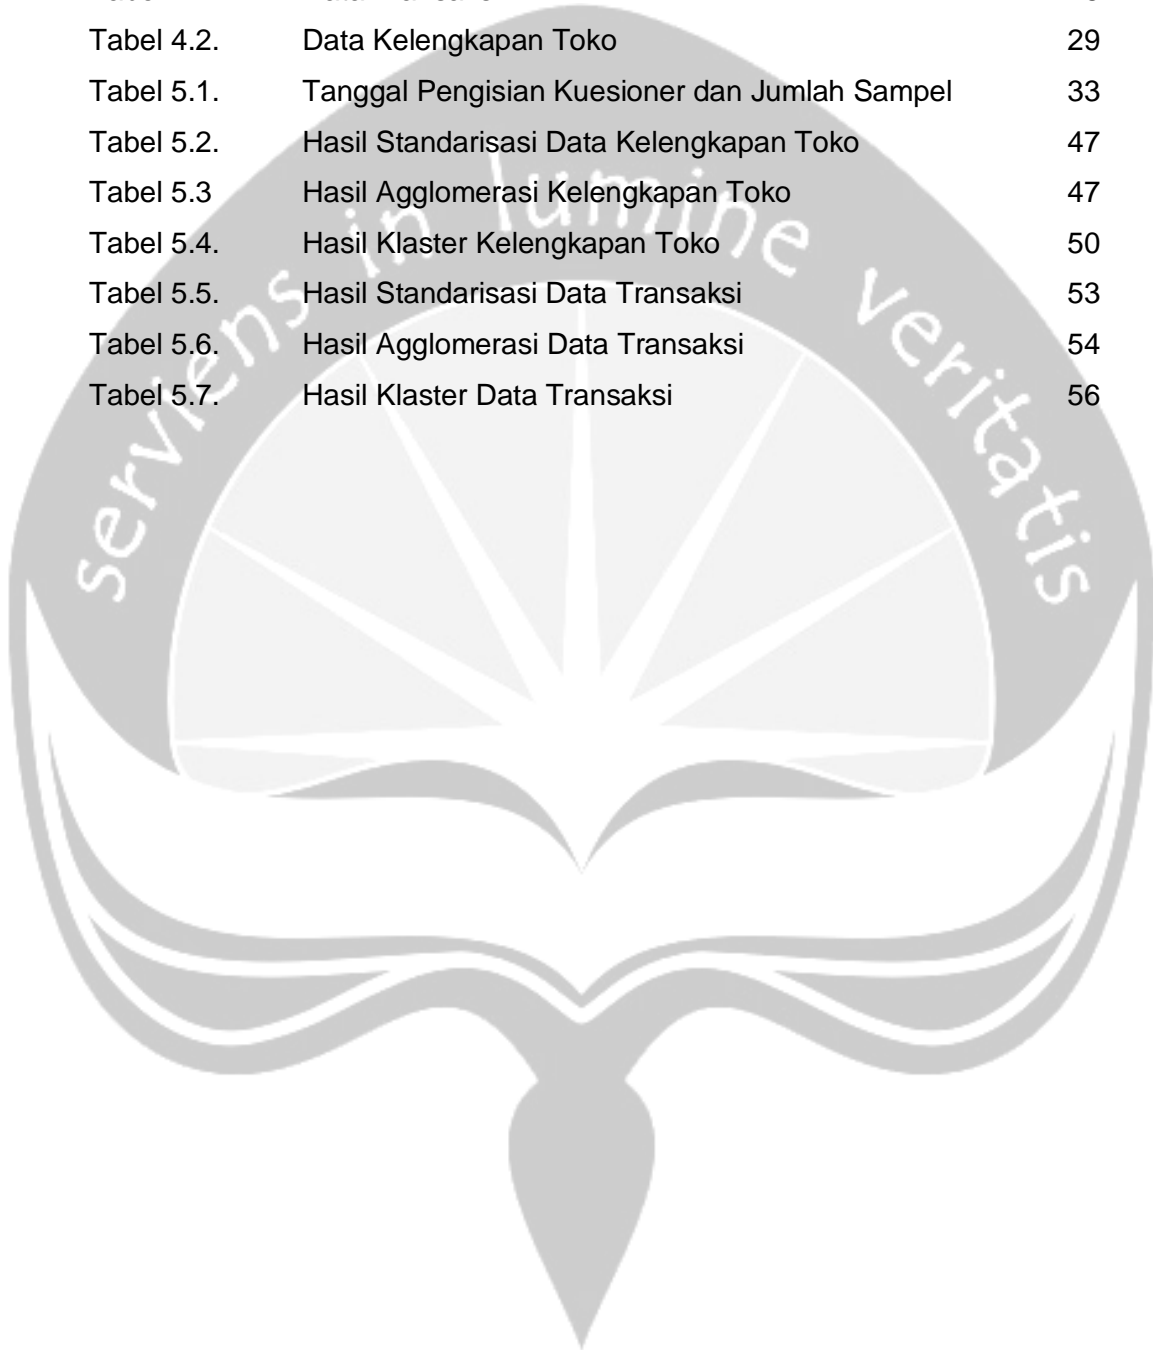 Tabel 4.2. Data Kelengkapan Toko 29
Tabel 5.1. Tanggal Pengisian Kuesioner dan Jumlah Sampel 33
Tabel 5.2. Hasil Standarisasi Data Kelengkapan Toko 47
Tabel 5.3 Hasil Agglomerasi Kelengkapan Toko 47
Tabel 5.4. Hasil Klaster Kelengkapan Toko 50
Tabel 5.5. Hasil Standarisasi Data Transaksi 53
Tabel 5.6. Hasil Agglomerasi Data Transaksi 54
Tabel 5.7. Hasil Klaster Data Transaksi 56
serviens in lumine veritatis